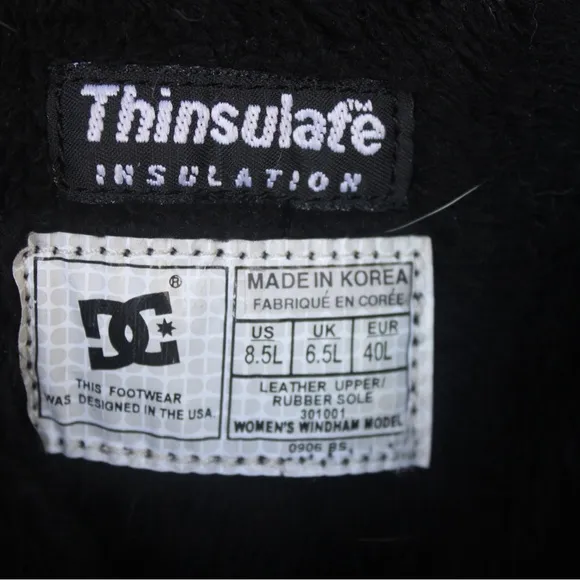 Thinsulate™
INSULATION
DC®
THIS FOOTWEAR
WAS DESIGNED IN THE USA.
MADE IN KOREA
FABRIQUÉ EN CORÉE
US UK EUR
8.5L 6.5L 40L
LEATHER UPPER/
RUBBER SOLE
301001
WOMEN'S WINDHAM MODEL
0906 BS